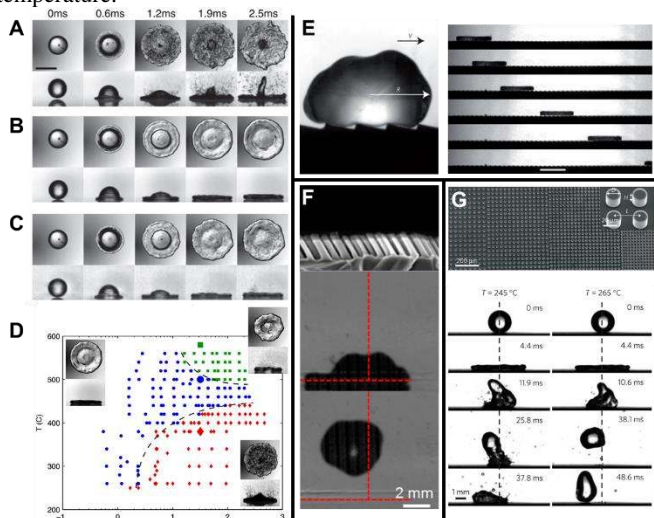 temperature.
0ms 0.6ms 1.2ms 1.9ms 2.5ms
A
B
C
D
T (C)
600
500
400
300
200
-1 0 1 2 3
E
v
R
F
2 mm
G
200 μm
T = 245 °C T = 265 °C
0 ms 0 ms
4.4 ms 4.4 ms
11.9 ms 10.6 ms
25.8 ms 38.1 ms
37.8 ms 48.6 ms
1 mm